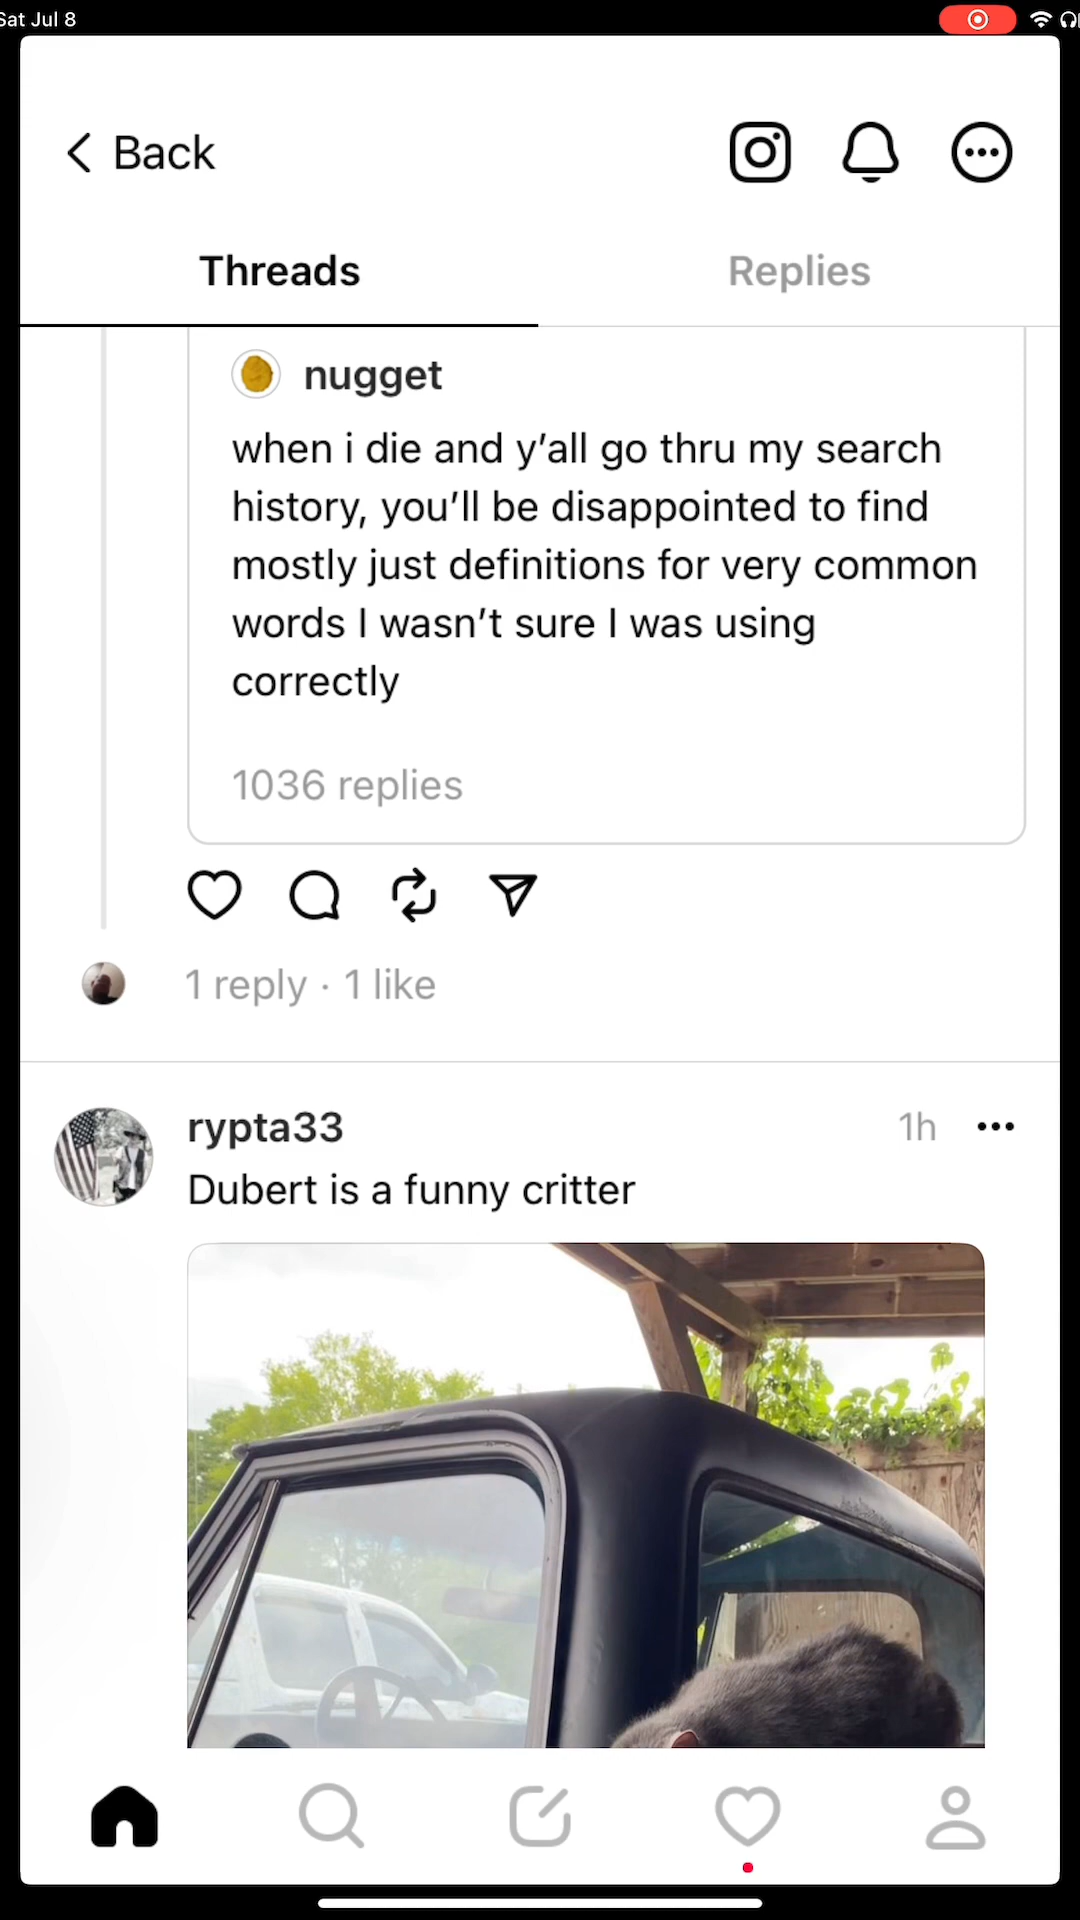 Sat Jul 8
Back
Threads
Replies
nugget
when i die and y’all go thru my search
history, you’ll be disappointed to find
mostly just definitions for very common
words I wasn’t sure I was using
correctly
1036 replies
1 reply · 1 like
rypta33
1h
Dubert is a funny critter